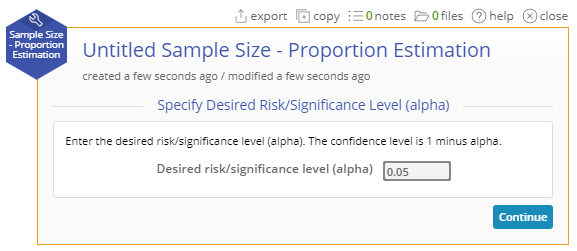 export copy 0 notes 0 files help close
Sample Size
- Proportion
Estimation
Untitled Sample Size - Proportion Estimation
created a few seconds ago / modified a few seconds ago
Specify Desired Risk/Significance Level (alpha)
Enter the desired risk/significance level (alpha). The confidence level is 1 minus alpha.
Desired risk/significance level (alpha) 0.05
Continue